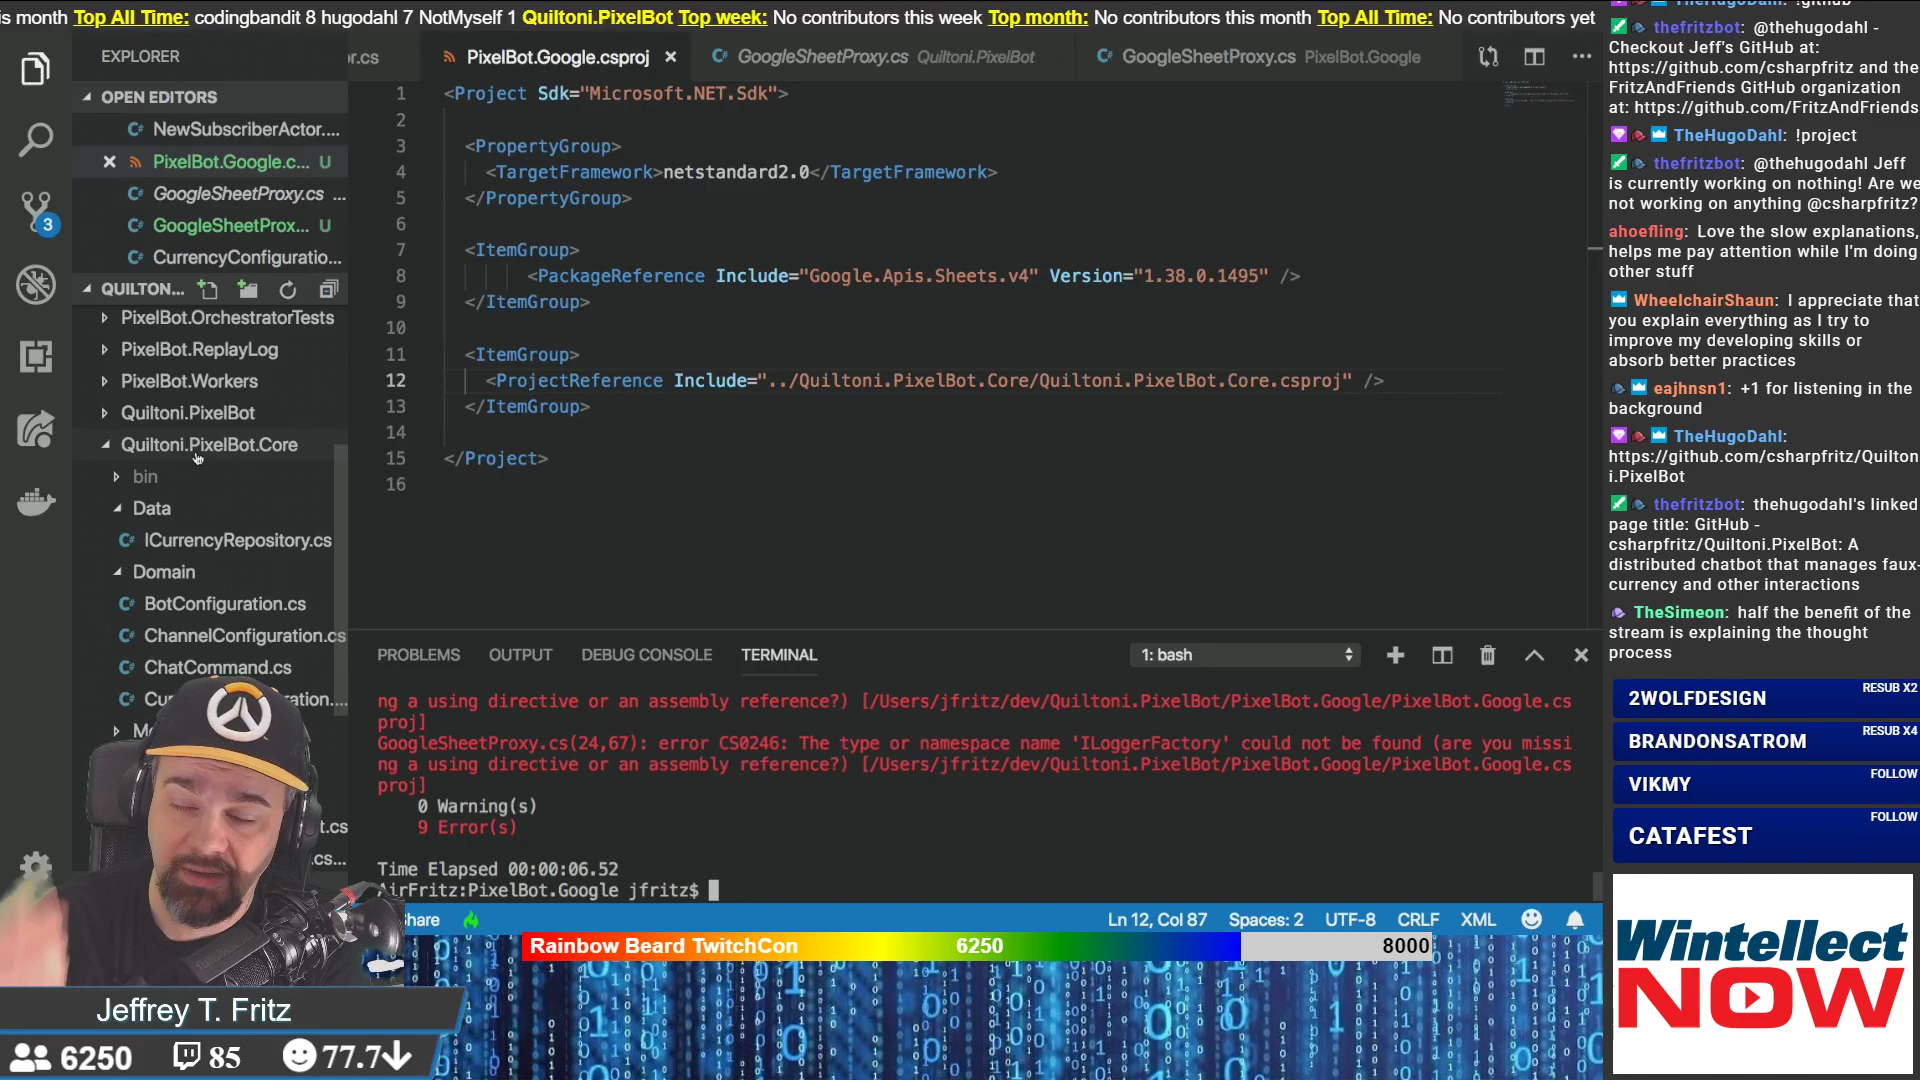 s month Top All Time: codingbandit 8 hugodahl 7 NotMyself 1 Quiltoni.PixelBot Top week: No contributors this week Top month: No contributors this month Top All Time: No contributors yet
EXPLORER
OPEN EDITORS
NewSubscriberActor....
PixelBot.Google.c... U
GoogleSheetProxy.cs ...
GoogleSheetProx... U
CurrencyConfiguratio...
QUILTON...
PixelBot.OrchestratorTests
PixelBot.ReplayLog
PixelBot.Workers
Quiltoni.PixelBot
Quiltoni.PixelBot.Core
bin
Data
ICurrencyRepository.cs
Domain
BotConfiguration.cs
ChannelConfiguration.cs
ChatCommand.cs
Cu ration....
M
t.cs
.cs...
3
or.cs
PixelBot.Google.csproj
GoogleSheetProxy.cs Quiltoni.PixelBot
GoogleSheetProxy.cs PixelBot.Google
1 <Project Sdk="Microsoft.NET.Sdk">
2
3 <PropertyGroup>
4 <TargetFramework>netstandard2.0</TargetFramework>
5 </PropertyGroup>
6
7 <ItemGroup>
8 <PackageReference Include="Google.Apis.Sheets.v4" Version="1.38.0.1495" />
9 </ItemGroup>
10
11 <ItemGroup>
12 <ProjectReference Include="../Quiltoni.PixelBot.Core/Quiltoni.PixelBot.Core.csproj" />
13 </ItemGroup>
14
15 </Project>
16
PROBLEMS OUTPUT DEBUG CONSOLE TERMINAL
1: bash
ng a using directive or an assembly reference?) [/Users/jfritz/dev/Quiltoni.PixelBot/PixelBot.Google/PixelBot.Google.cs
proj]
GoogleSheetProxy.cs(24,67): error CS0246: The type or namespace name 'ILoggerFactory' could not be found (are you missi
ng a using directive or an assembly reference?) [/Users/jfritz/dev/Quiltoni.PixelBot/PixelBot.Google/PixelBot.Google.cs
proj]
0 Warning(s)
9 Error(s)
Time Elapsed 00:00:06.52
AirFritz:PixelBot.Google jfritz$
hare
Ln 12, Col 87 Spaces: 2 UTF-8 CRLF XML
Rainbow Beard TwitchCon 6250 8000
Jeffrey T. Fritz
6250 85 77.7
TheHugoDahl: !github
thefritzbot: @thehugodahl -
Checkout Jeff's GitHub at:
https://github.com/csharpfritz and the
FritzAndFriends GitHub organization
at: https://github.com/FritzAndFriends
TheHugoDahl: !project
thefritzbot: @thehugodahl Jeff
is currently working on nothing! Are we
not working on anything @csharpfritz?
ahoefling: Love the slow explanations,
helps me pay attention while I'm doing
other stuff
WheelchairShaun: I appreciate that
you explain everything as I try to
improve my developing skills or
absorb better practices
eajhnsn1: +1 for listening in the
background
TheHugoDahl:
https://github.com/csharpfritz/Quilton
i.PixelBot
thefritzbot: thehugodahl's linked
page title: GitHub -
csharpfritz/Quiltoni.PixelBot: A
distributed chatbot that manages faux-
currency and other interactions
TheSimeon: half the benefit of the
stream is explaining the thought
process
2WOLFDESIGN RESUB X2
BRANDONSATROM RESUB X4
VIKMY FOLLOW
CATAFEST FOLLOW
Wintellect
NOW